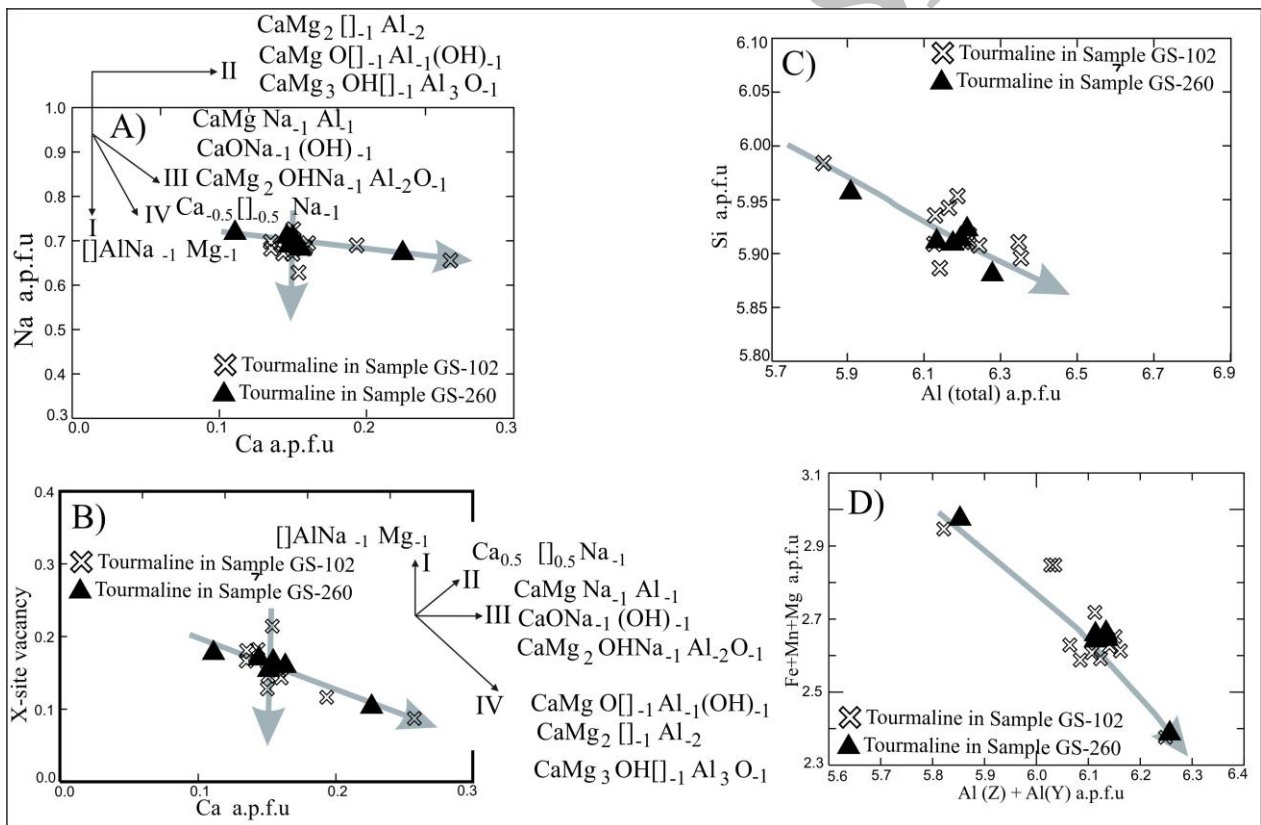 CaMg2 []-1 Al-2
CaMg O[]-1 Al-1(OH)-1
II
CaMg3 OH[]-1 Al3 O-1
A)
CaMg Na-1 Al-1
CaONa-1 (OH) -1
III CaMg2 OHNa-1 Al-2O-1
IV Ca-0.5 []-0.5 Na-1
I
[]AlNa -1 Mg-1
1.0
0.9
0.8
0.7
0.6
0.5
0.4
0.3
Na a.p.f.u
Tourmaline in Sample GS-102
Tourmaline in Sample GS-260
0.0 0.1 0.2 0.3
Ca a.p.f.u
C)
Tourmaline in Sample GS-102
Tourmaline in Sample GS-260
6.10
6.05
6.00
5.95
5.90
5.85
5.80
Si a.p.f.u
5.7 5.9 6.1 6.3 6.5 6.7 6.9
Al (total) a.p.f.u
B)
Tourmaline in Sample GS-102
Tourmaline in Sample GS-260
0.4
0.3
0.2
0.1
0.0
X-site vacancy
0.0 0.1 0.2 0.3
Ca a.p.f.u
[]AlNa -1 Mg-1
I
Ca0.5 []0.5 Na-1
II
CaMg Na-1 Al-1
III CaONa-1 (OH)-1
CaMg2 OHNa-1 Al-2O-1
IV
CaMg O[]-1 Al-1(OH)-1
CaMg2 []-1 Al-2
CaMg3 OH[]-1 Al3 O-1
D)
3.1
2.9
2.7
2.5
2.3
Fe+Mn+Mg a.p.f.u
Tourmaline in Sample GS-102
Tourmaline in Sample GS-260
5.6 5.7 5.8 5.9 6.0 6.1 6.2 6.3 6.4
Al (Z) + Al(Y) a.p.f.u